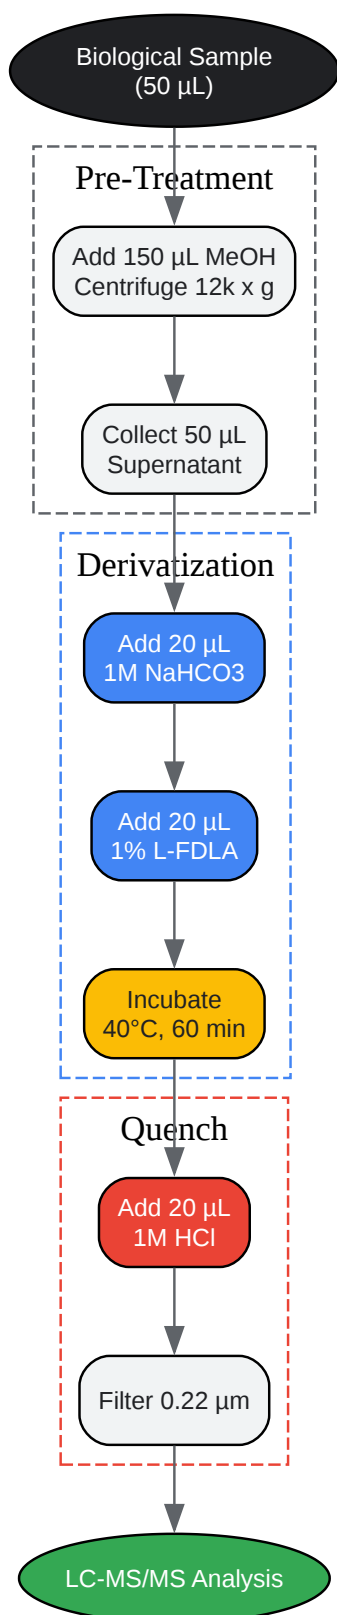 Biological Sample
(50 µL)
Pre-Treatment
Add 150 µL MeOH
Centrifuge 12k x g
Collect 50 µL
Supernatant
Derivatization
Add 20 µL
1M NaHCO3
Add 20 µL
1% L-FDLA
Incubate
40°C, 60 min
Quench
Add 20 µL
1M HCl
Filter 0.22 µm
LC-MS/MS Analysis